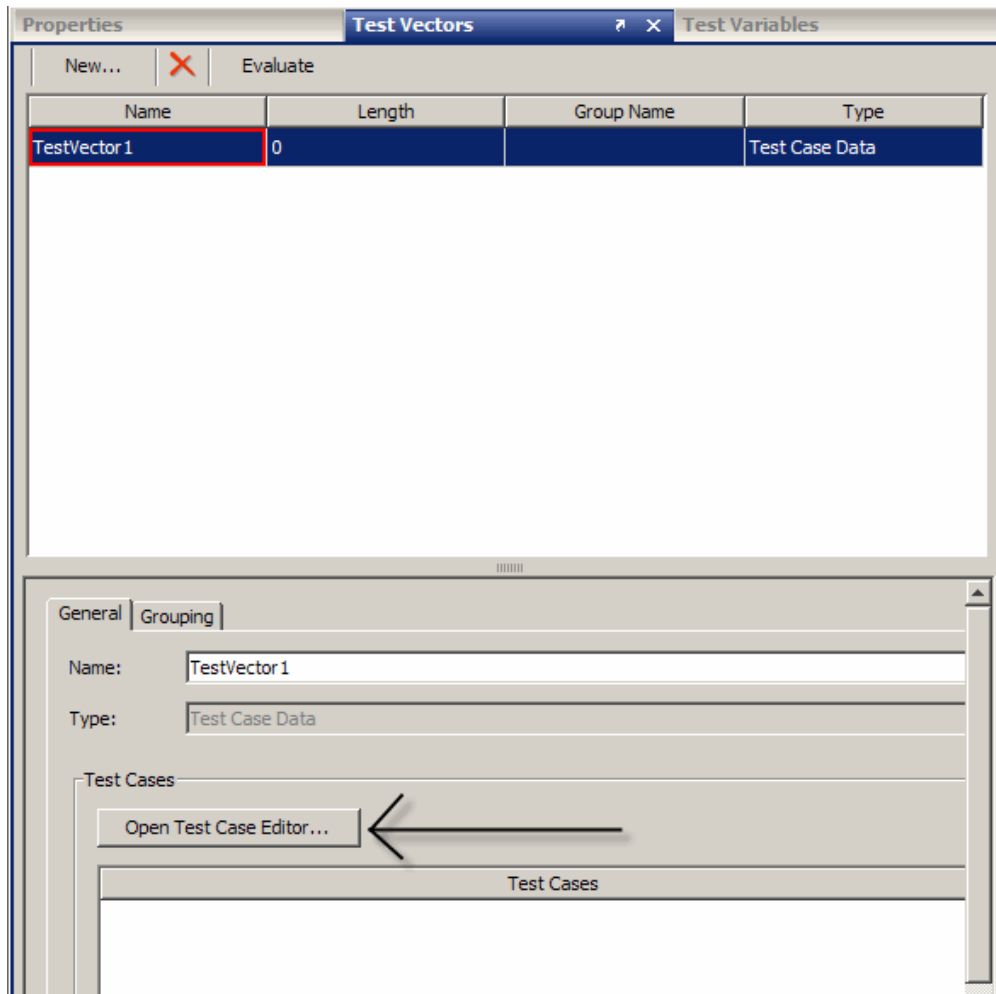 Properties Test Vectors Test Variables
New... Evaluate
Name Length Group Name Type
TestVector1 0 Test Case Data
General Grouping
Name: TestVector1
Type: Test Case Data
Test Cases
Open Test Case Editor...
Test Cases